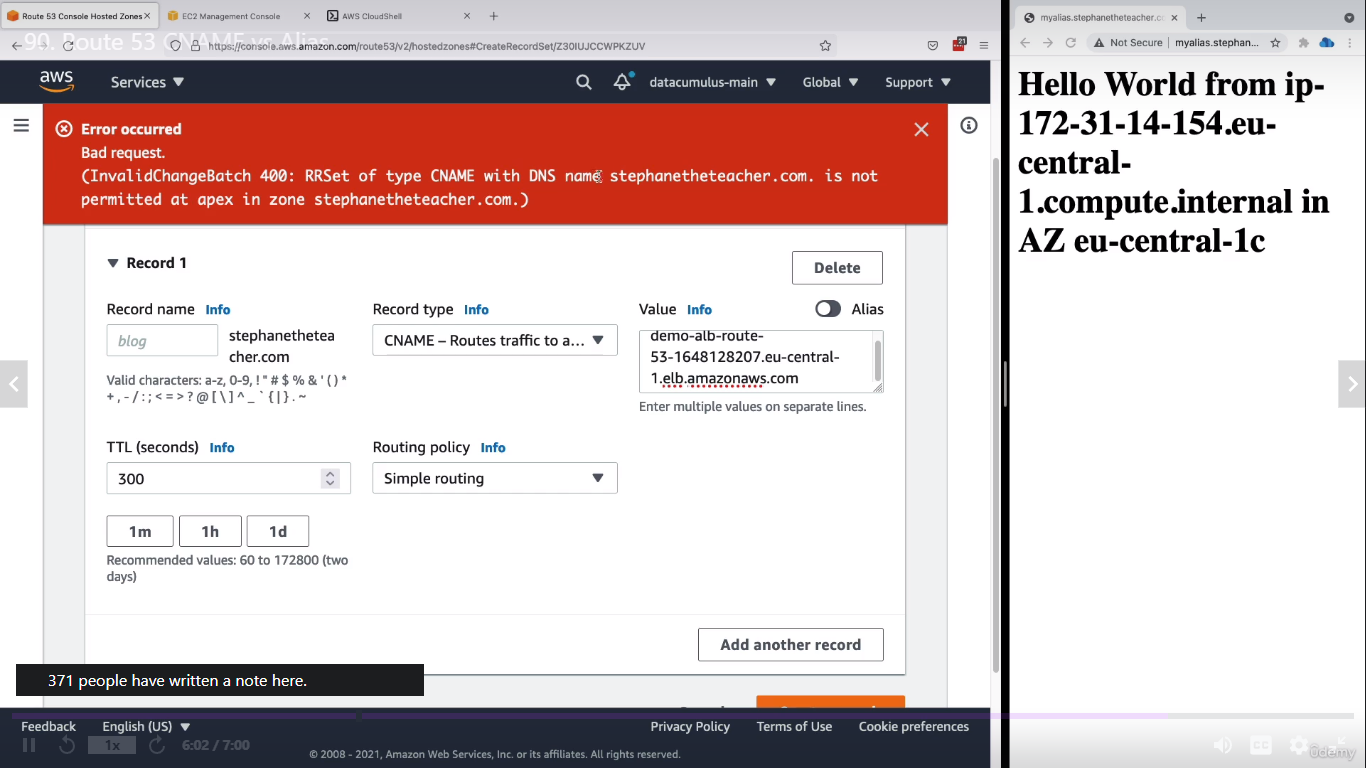 Route 53 Console Hosted Zones
EC2 Management Console
AWS CloudShell
90. Route 53 CNAME vs Alias
https://console.aws.amazon.com/route53/v2/hostedzones#CreateRecordSet/Z30IUJCCWPKZUV
21
aws
Services
datacumulus-main
Global
Support
Error occurred
Bad request.
(InvalidChangeBatch 400: RRSet of type CNAME with DNS name stephanetheteacher.com. is not
permitted at apex in zone stephanetheteacher.com.)
Record 1
Delete
Record name Info
Record type Info
Value Info
Alias
blog
stephanethetea
cher.com
CNAME – Routes traffic to a...
demo-alb-route-
53-1648128207.eu-central-
1.elb.amazonaws.com
Valid characters: a-z, 0-9, ! " # $ % & ' ( ) *
+ , - / : ; < = > ? @ [ \ ] ^ _ ` { | } . ~
Enter multiple values on separate lines.
TTL (seconds) Info
Routing policy Info
300
Simple routing
1m
1h
1d
Recommended values: 60 to 172800 (two
days)
Add another record
371 people have written a note here.
Feedback
English (US)
Privacy Policy
Terms of Use
Cookie preferences
1x
6:02 / 7:00
© 2008 - 2021, Amazon Web Services, Inc. or its affiliates. All rights reserved.
myalias.stephanetheteacher.c
Not Secure
myalias.stephan...
Hello World from ip-
172-31-14-154.eu-
central-
1.compute.internal in
AZ eu-central-1c
CC
ûdemy